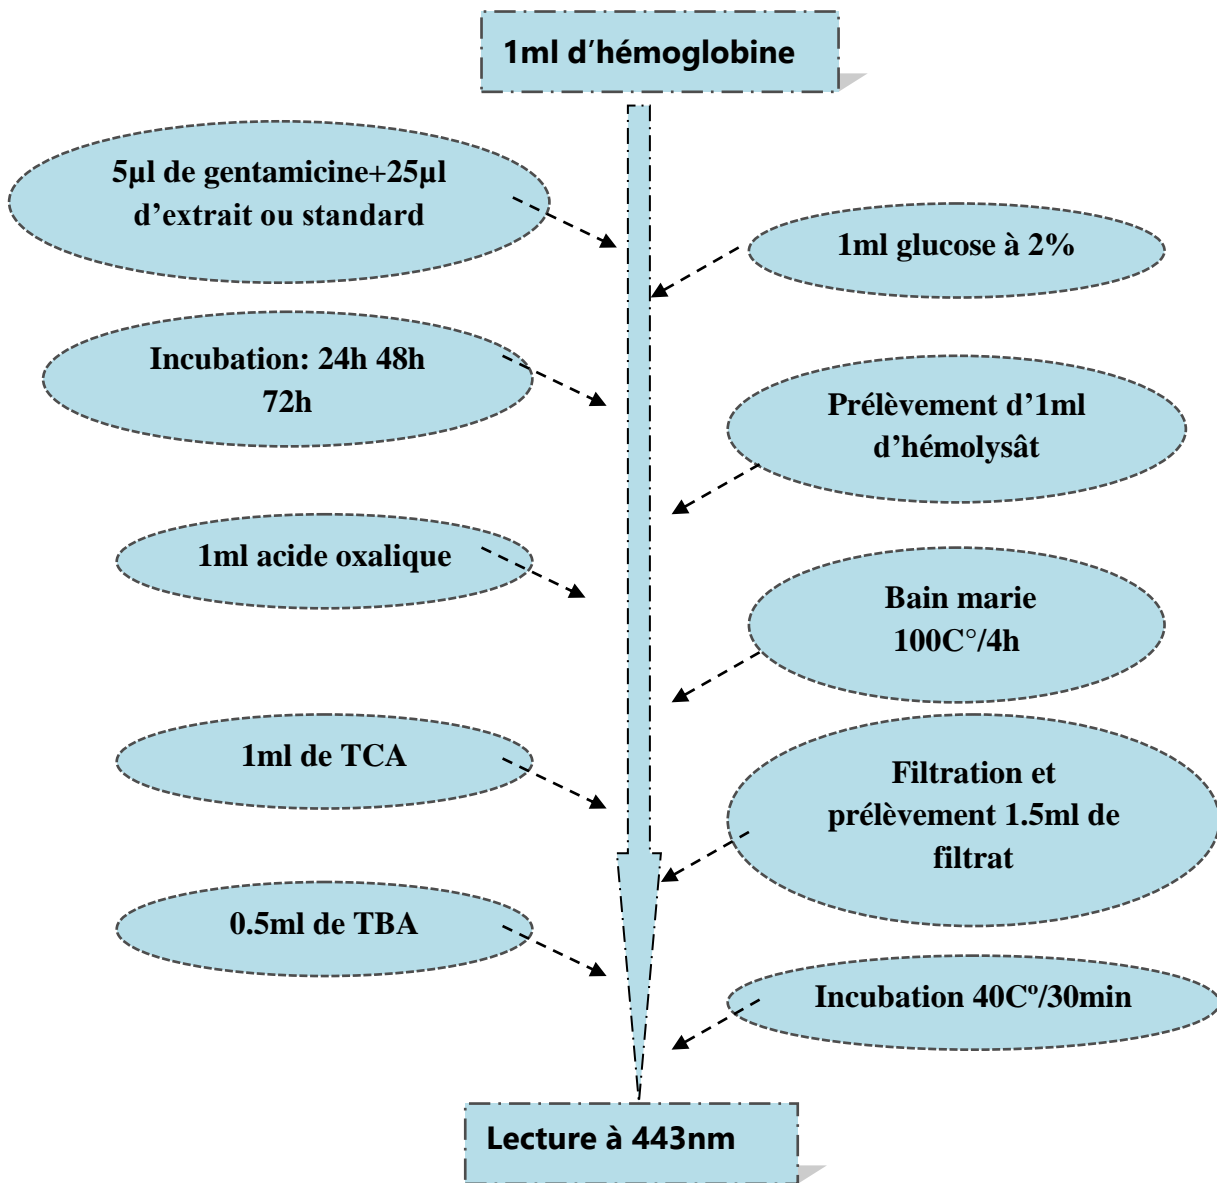 1ml d’hémoglobine
5µl de gentamicine+25µl
d’extrait ou standard
1ml glucose à 2%
Incubation: 24h 48h
72h
Prélèvement d’1ml
d’hémolysât
1ml acide oxalique
Bain marie
100C°/4h
1ml de TCA
Filtration et
prélèvement 1.5ml de
filtrat
0.5ml de TBA
Incubation 40Cº/30min
Lecture à 443nm